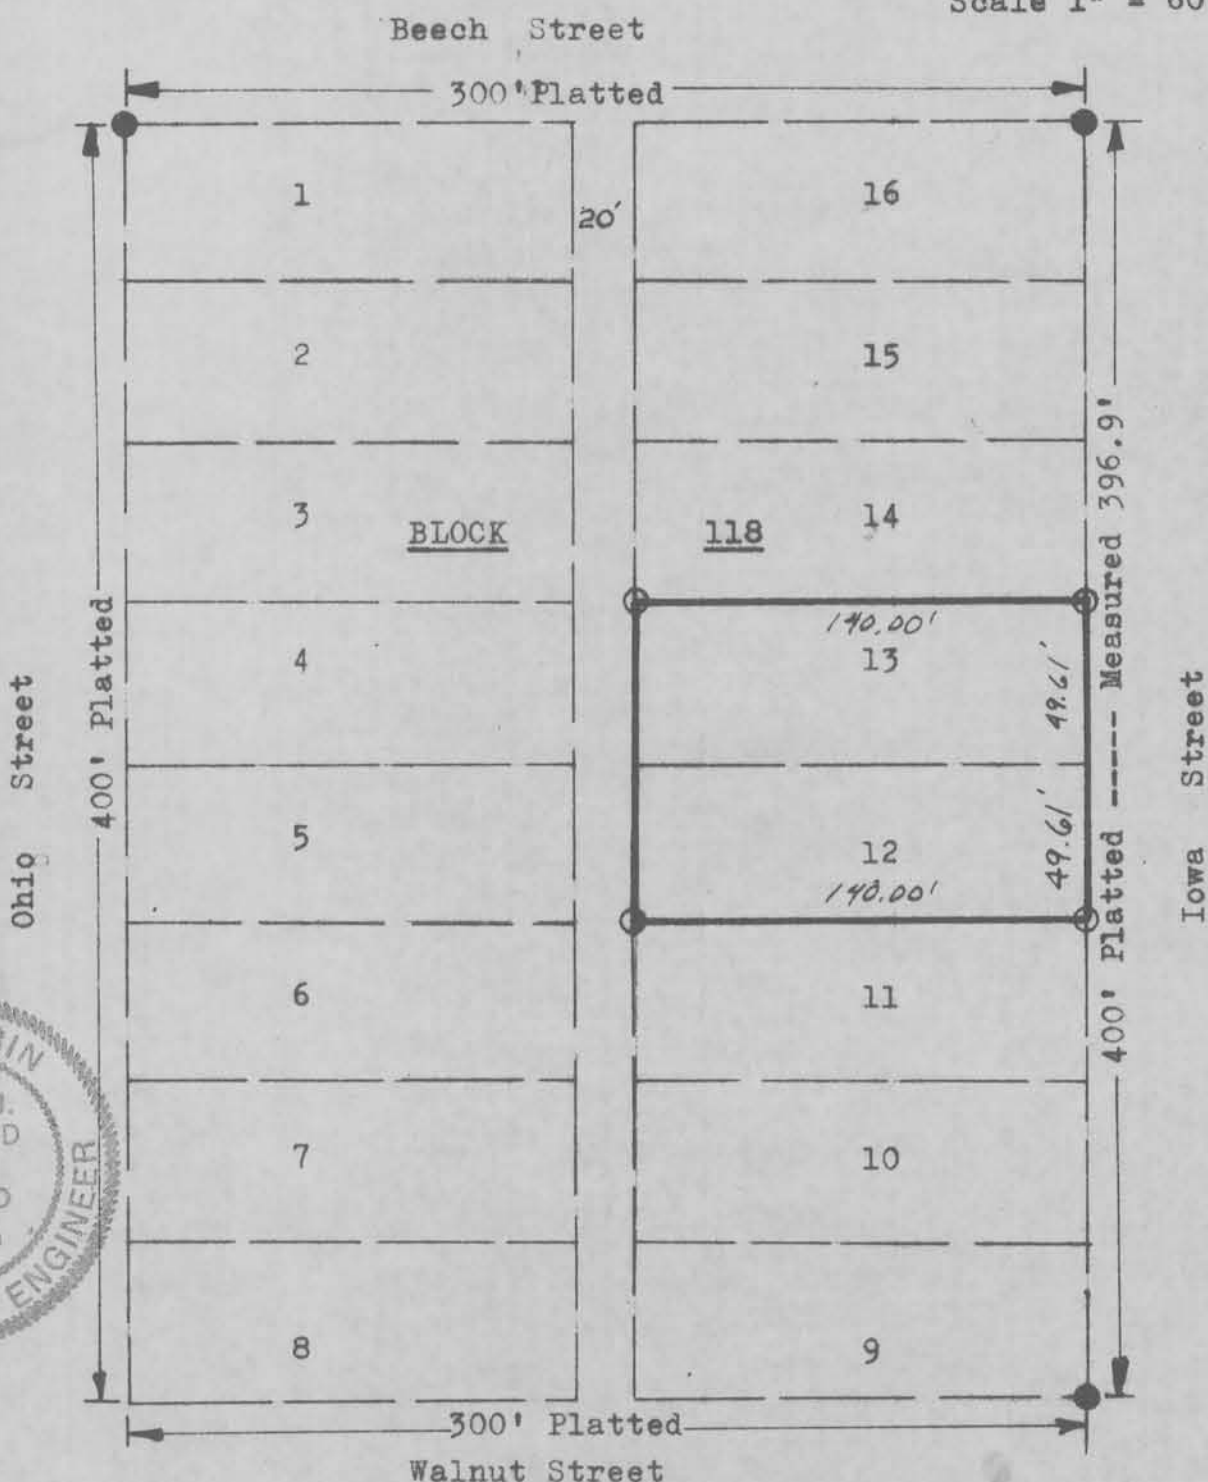 Beech Street
300' Platted
1
16
20'
2
15
3
14
BLOCK 118
140.00'
4
13
49.61'
400' Platted
400' Platted ----- Measured 396.9'
Ohio Street
Iowa Street
5
12
49.61'
140.00'
6
11
7
10
8
9
ENGINEER
300' Platted
Walnut Street